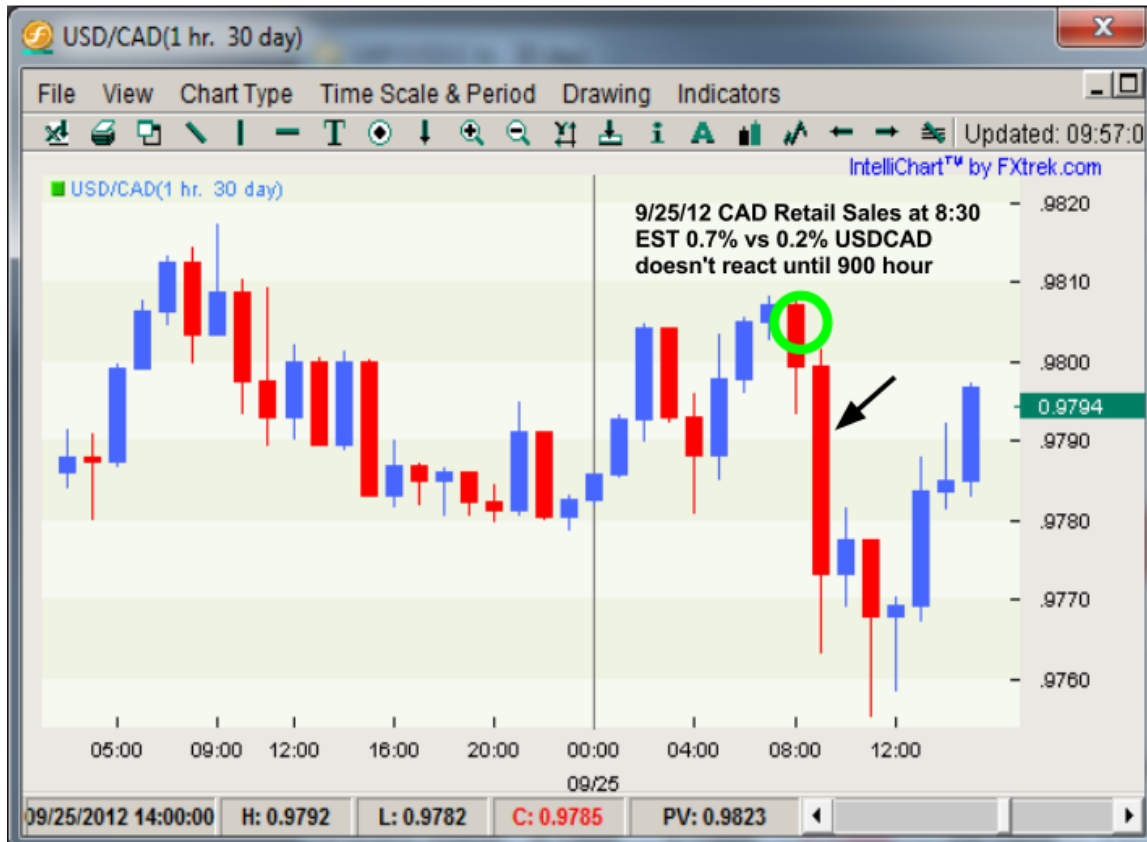 USD/CAD(1 hr. 30 day)
File View Chart Type Time Scale & Period Drawing Indicators
Updated: 09:57:0
IntelliChart™ by FXtrek.com
USD/CAD(1 hr. 30 day)
9/25/12 CAD Retail Sales at 8:30
EST 0.7% vs 0.2% USDCAD
doesn't react until 900 hour
.9820
.9810
.9800
0.9794
.9790
.9780
.9770
.9760
05:00 09:00 12:00 16:00 20:00 00:00 04:00 08:00 12:00
09/25
09/25/2012 14:00:00 H: 0.9792 L: 0.9782 C: 0.9785 PV: 0.9823